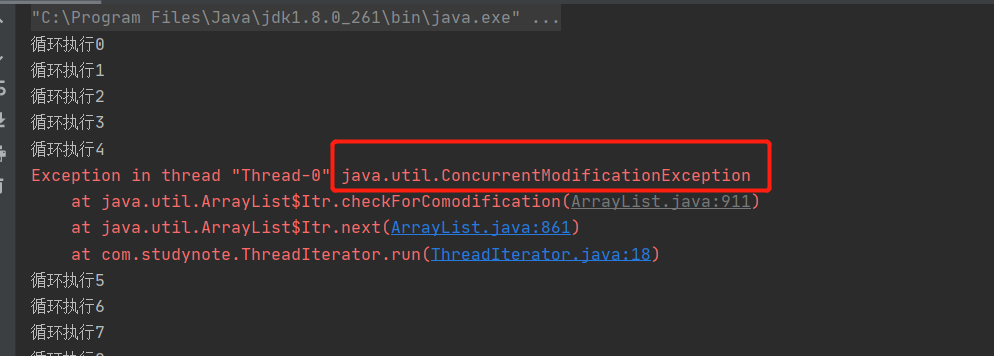 "C:\Program Files\Java\jdk1.8.0_261\bin\java.exe" ...
循环执行0
循环执行1
循环执行2
循环执行3
循环执行4
Exception in thread "Thread-0" java.util.ConcurrentModificationException
at java.util.ArrayList$Itr.checkForComodification(ArrayList.java:911)
at java.util.ArrayList$Itr.next(ArrayList.java:861)
at com.studynote.ThreadIterator.run(ThreadIterator.java:18)
循环执行5
循环执行6
循环执行7